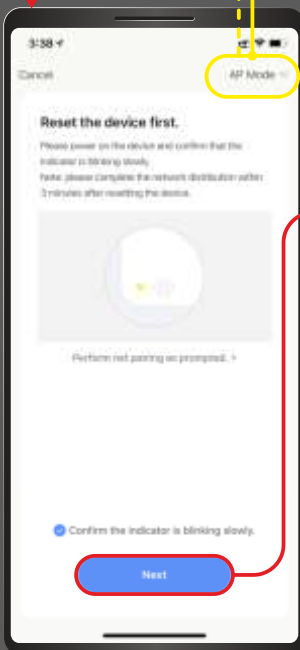 3:38
Cancel
AP Mode
Reset the device first.
Please power on the device and confirm that the
indicator is blinking slowly.
Note: please complete the network distribution within
3 minutes after resetting the device.
Perform net pairing as prompted. >
Confirm the indicator is blinking slowly.
Next